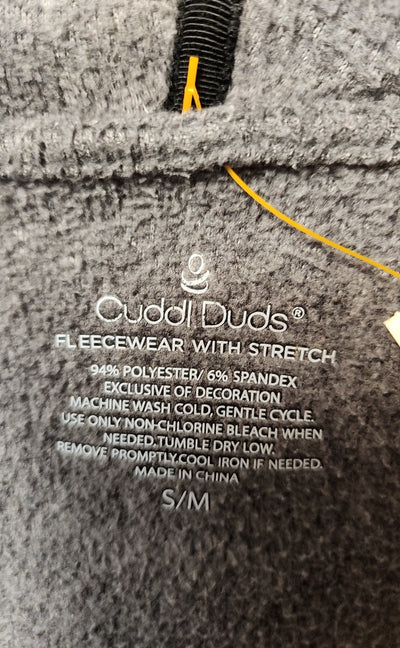 Cuddl Duds®
FLEECEWEAR WITH STRETCH
94% POLYESTER/ 6% SPANDEX
EXCLUSIVE OF DECORATION
MACHINE WASH COLD, GENTLE CYCLE.
USE ONLY NON-CHLORINE BLEACH WHEN
NEEDED.TUMBLE DRY LOW.
REMOVE PROMPTLY.COOL IRON IF NEEDED.
MADE IN CHINA
S/M